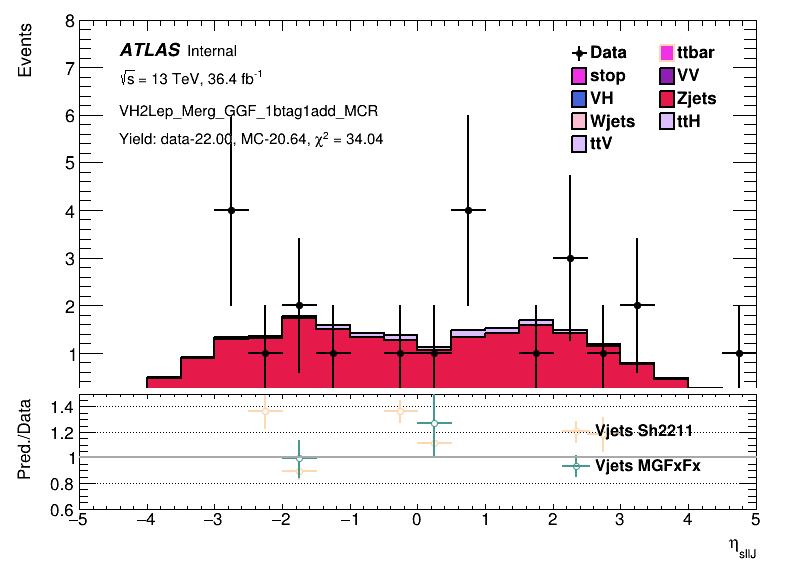 Events
8
7
6
5
4
3
2
1
ATLAS Internal
√s = 13 TeV, 36.4 fb⁻¹
VH2Lep_Merg_GGF_1btag1add_MCR
Yield: data-22.00, MC-20.64, χ² = 34.04
Data
ttbar
stop
VV
VH
Zjets
Wjets
ttH
ttV
Pred./Data
1.4
1.2
1
0.8
0.6
Vjets Sh2211
Vjets MGFxFx
−5 −4 −3 −2 −1 0 1 2 3 4 5
η_sllJ